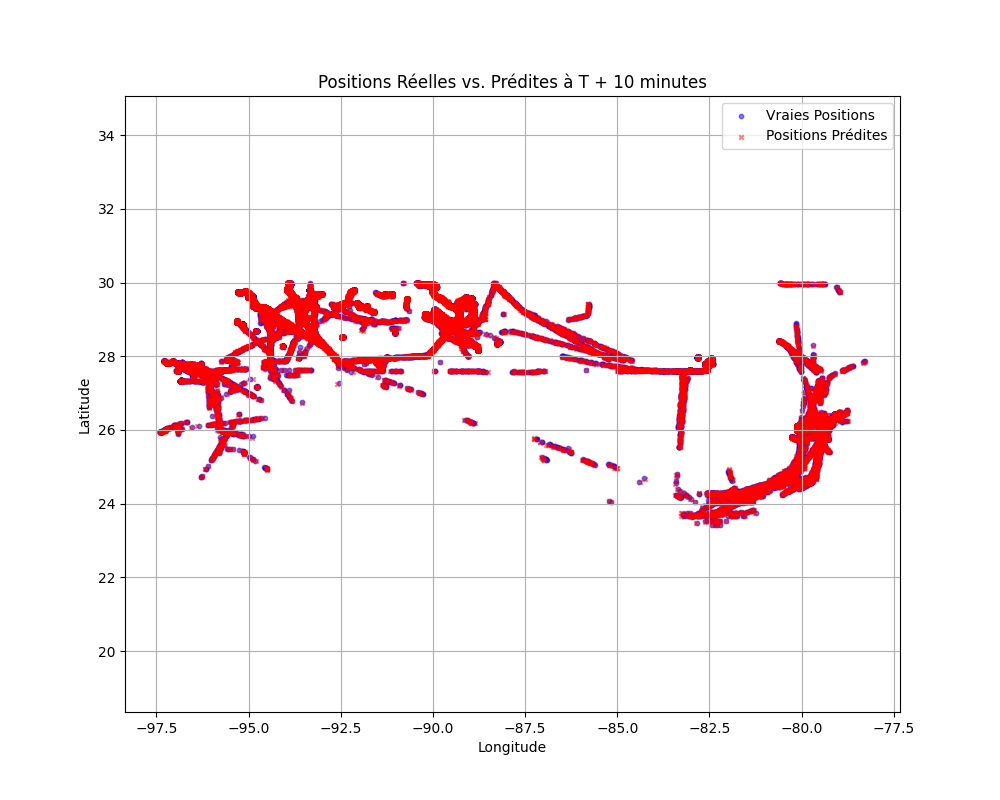 Positions Réelles vs. Prédites à T + 10 minutes
Vraies Positions
Positions Prédites
34
32
30
28
26
24
22
20
−97.5 −95.0 −92.5 −90.0 −87.5 −85.0 −82.5 −80.0 −77.5
Longitude
Latitude